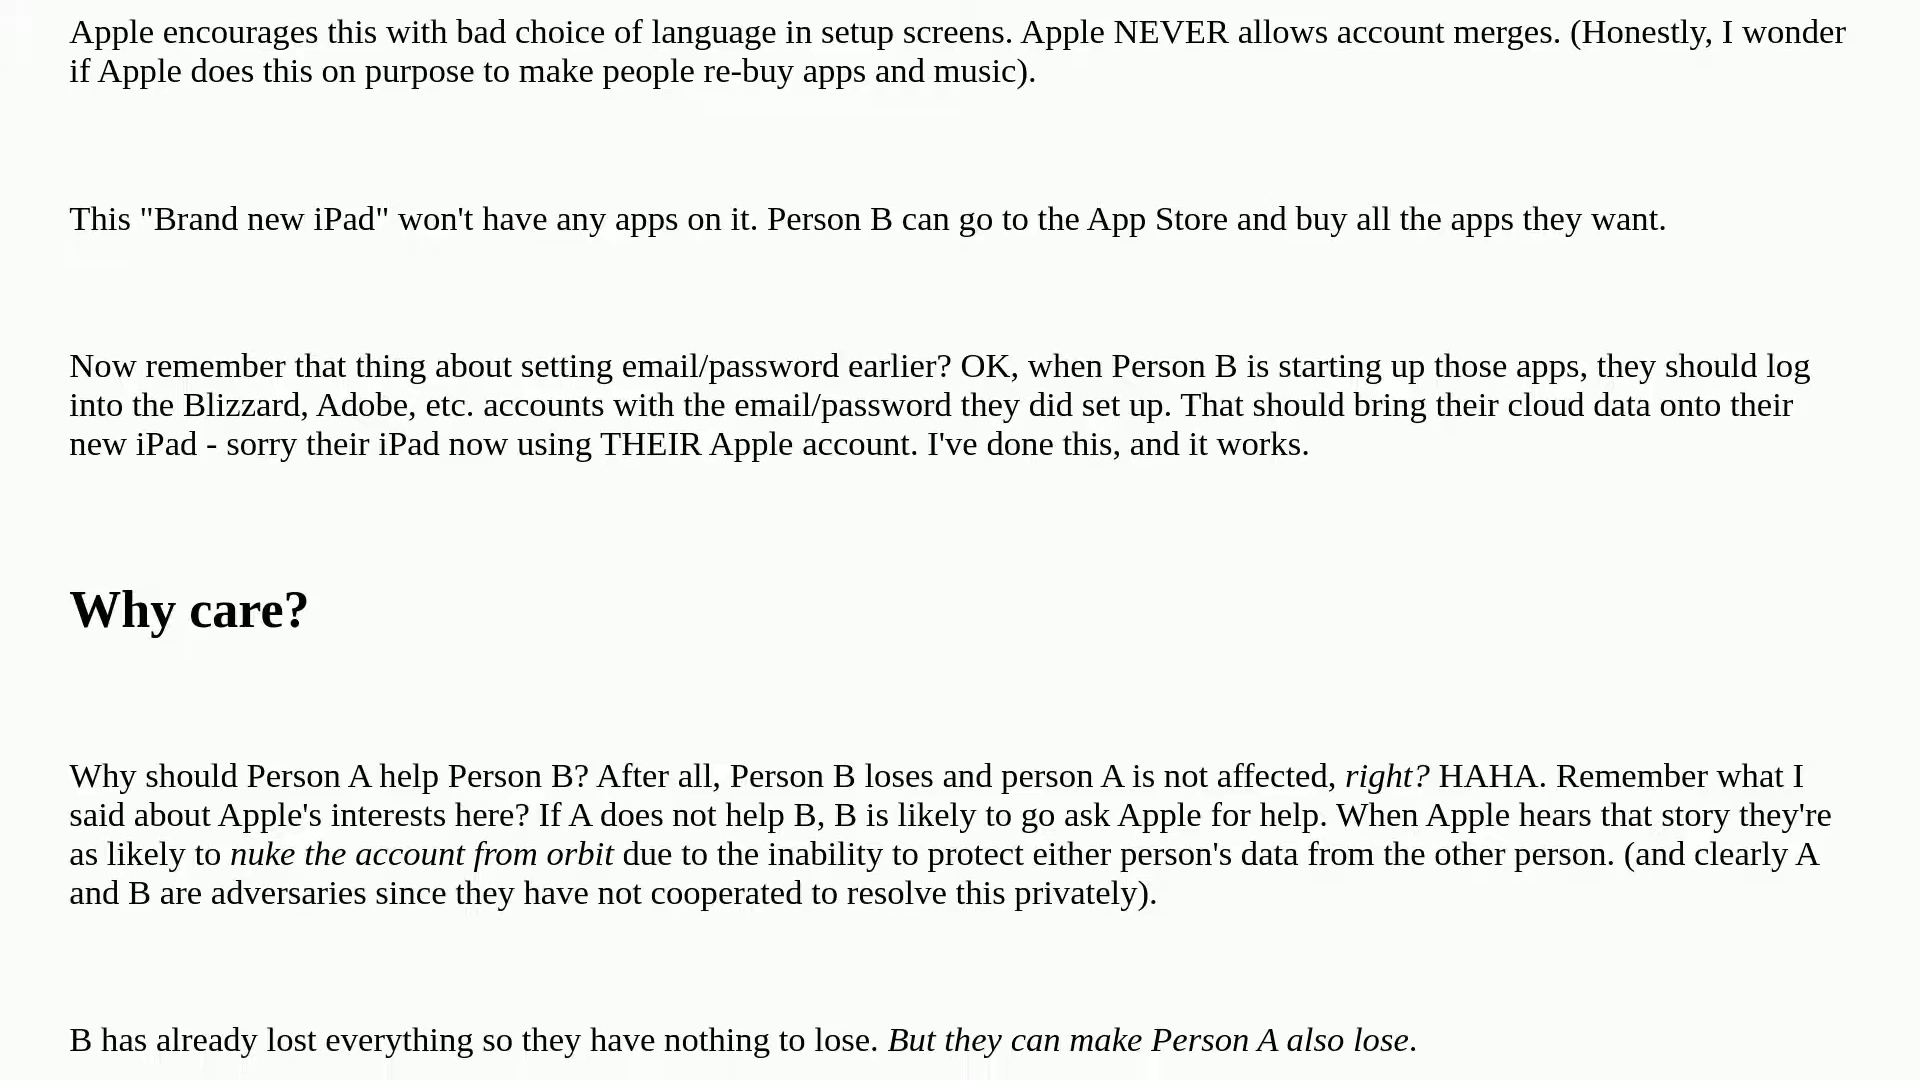 Apple encourages this with bad choice of language in setup screens. Apple NEVER allows account merges. (Honestly, I wonder
if Apple does this on purpose to make people re-buy apps and music).
This "Brand new iPad" won't have any apps on it. Person B can go to the App Store and buy all the apps they want.
Now remember that thing about setting email/password earlier? OK, when Person B is starting up those apps, they should log
into the Blizzard, Adobe, etc. accounts with the email/password they did set up. That should bring their cloud data onto their
new iPad - sorry their iPad now using THEIR Apple account. I've done this, and it works.
Why care?
Why should Person A help Person B? After all, Person B loses and person A is not affected, right? HAHA. Remember what I
said about Apple's interests here? If A does not help B, B is likely to go ask Apple for help. When Apple hears that story they're
as likely to nuke the account from orbit due to the inability to protect either person's data from the other person. (and clearly A
and B are adversaries since they have not cooperated to resolve this privately).
B has already lost everything so they have nothing to lose. But they can make Person A also lose.